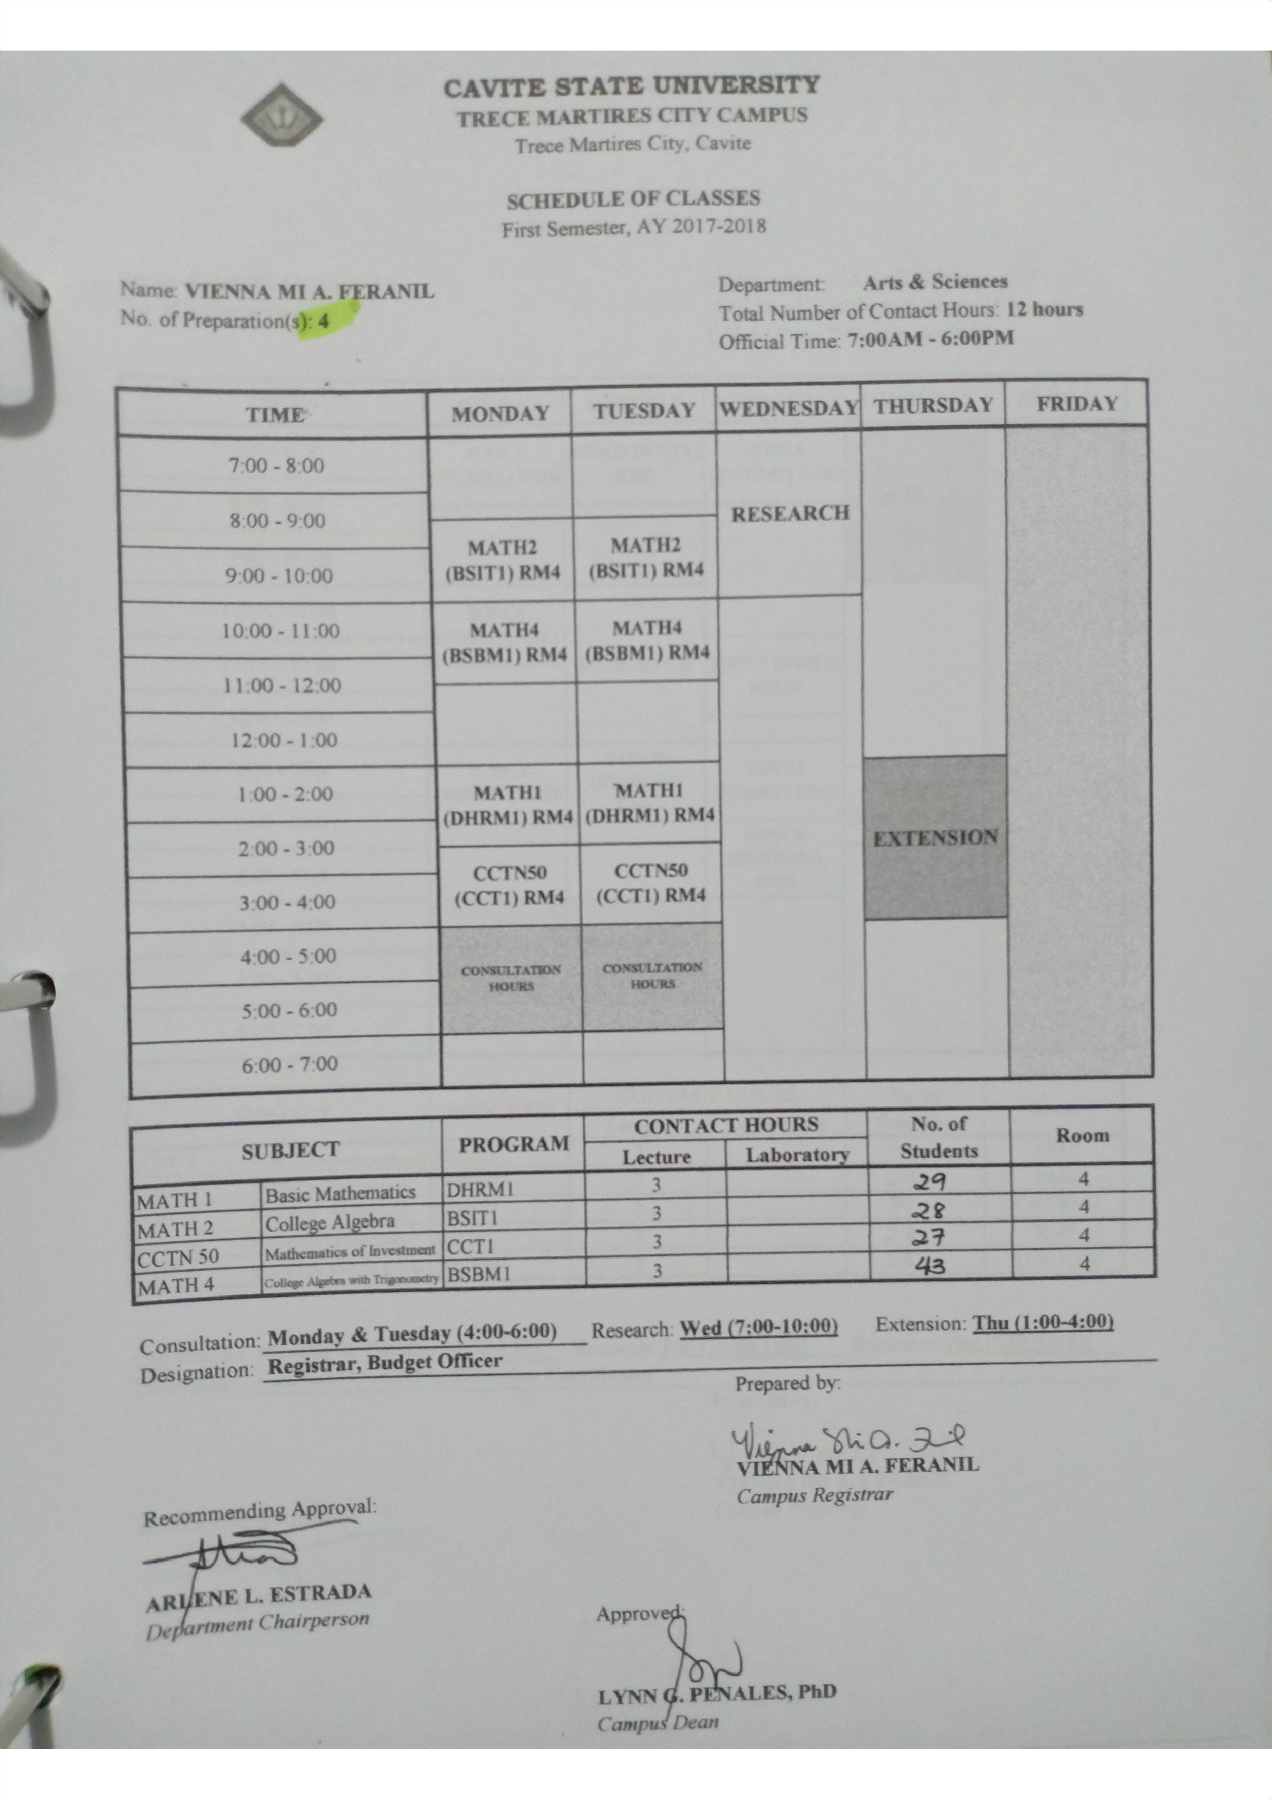 CAVITE STATE UNIVERSITY
TRECE MARTIRES CITY CAMPUS
Trece Martires City, Cavite
SCHEDULE OF CLASSES
First Semester, AY 2017-2018
Name: VIENNA MI A. FERANIL
No. of Preparation(s): 4
Department: Arts & Sciences
Total Number of Contact Hours: 12 hours
Official Time: 7:00AM - 6:00PM
TIME MONDAY TUESDAY WEDNESDAY THURSDAY FRIDAY
7:00 - 8:00
8:00 - 9:00
RESEARCH
9:00 - 10:00
MATH2 MATH2
(BSIT1) RM4 (BSIT1) RM4
10:00 - 11:00
MATH4 MATH4
(BSBM1) RM4 (BSBM1) RM4
11:00 - 12:00
12:00 - 1:00
1:00 - 2:00
MATH1 MATH1
(DHRM1) RM4 (DHRM1) RM4
EXTENSION
2:00 - 3:00
CCTN50 CCTN50
(CCT1) RM4 (CCT1) RM4
3:00 - 4:00
4:00 - 5:00
CONSULTATION CONSULTATION
HOURS HOURS
5:00 - 6:00
6:00 - 7:00
SUBJECT PROGRAM CONTACT HOURS No. of Students Room
Lecture Laboratory
MATH 1 Basic Mathematics DHRM1 3 29 4
MATH 2 College Algebra BSIT1 3 28 4
CCTN 50 Mathematics of Investment CCT1 3 27 4
MATH 4 College Algebra with Trigonometry BSBM1 3 43 4
Consultation: Monday & Tuesday (4:00-6:00) Research: Wed (7:00-10:00) Extension: Thu (1:00-4:00)
Designation: Registrar, Budget Officer
Prepared by:
VIENNA MI A. FERANIL
Campus Registrar
Recommending Approval:
ARLENE L. ESTRADA
Department Chairperson
Approved:
LYNN G. PENALES, PhD
Campus Dean